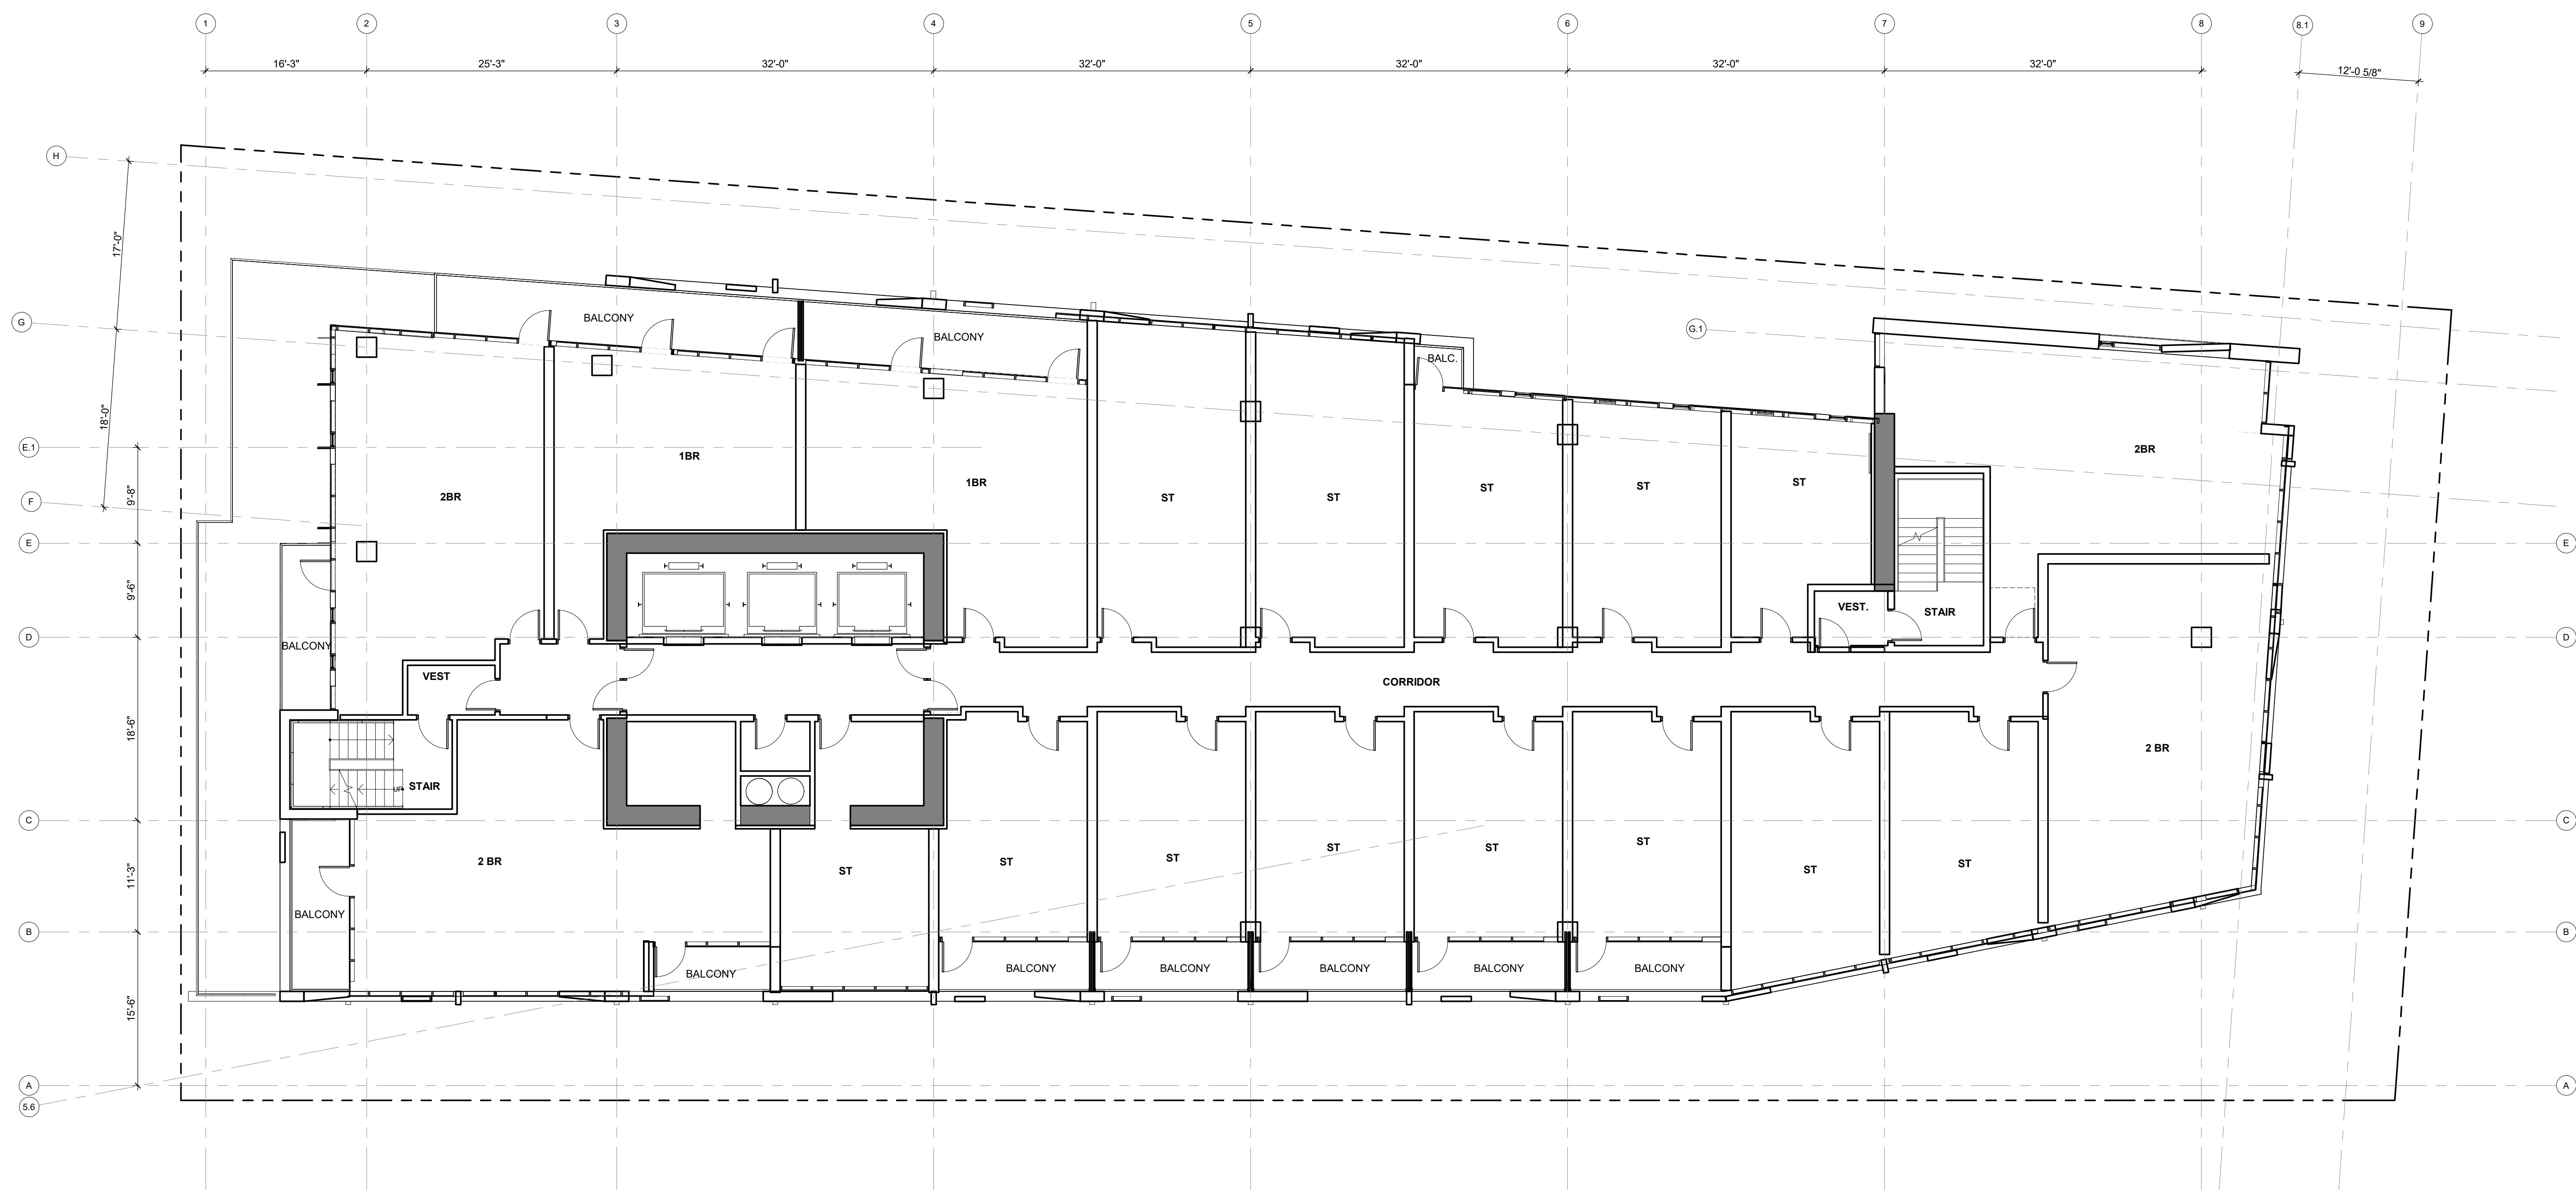 1
2
3
4
5
6
7
8
8.1
9
16'-3"
25'-3"
32'-0"
32'-0"
32'-0"
32'-0"
32'-0"
12'-0 5/8"
H
17'-0"
G
G.1
BALCONY
BALCONY
BALC.
18'-0"
E.1
1BR
2BR
1BR
ST
ST
ST
ST
ST
2BR
F
9'-8"
E
E
9'-6"
VEST.
STAIR
D
D
BALCONY
VEST
CORRIDOR
18'-6"
2 BR
UP
STAIR
C
C
2 BR
ST
ST
ST
ST
ST
ST
ST
ST
11'-3"
BALCONY
B
B
BALCONY
BALCONY
BALCONY
BALCONY
BALCONY
BALCONY
15'-6"
A
A
5.6